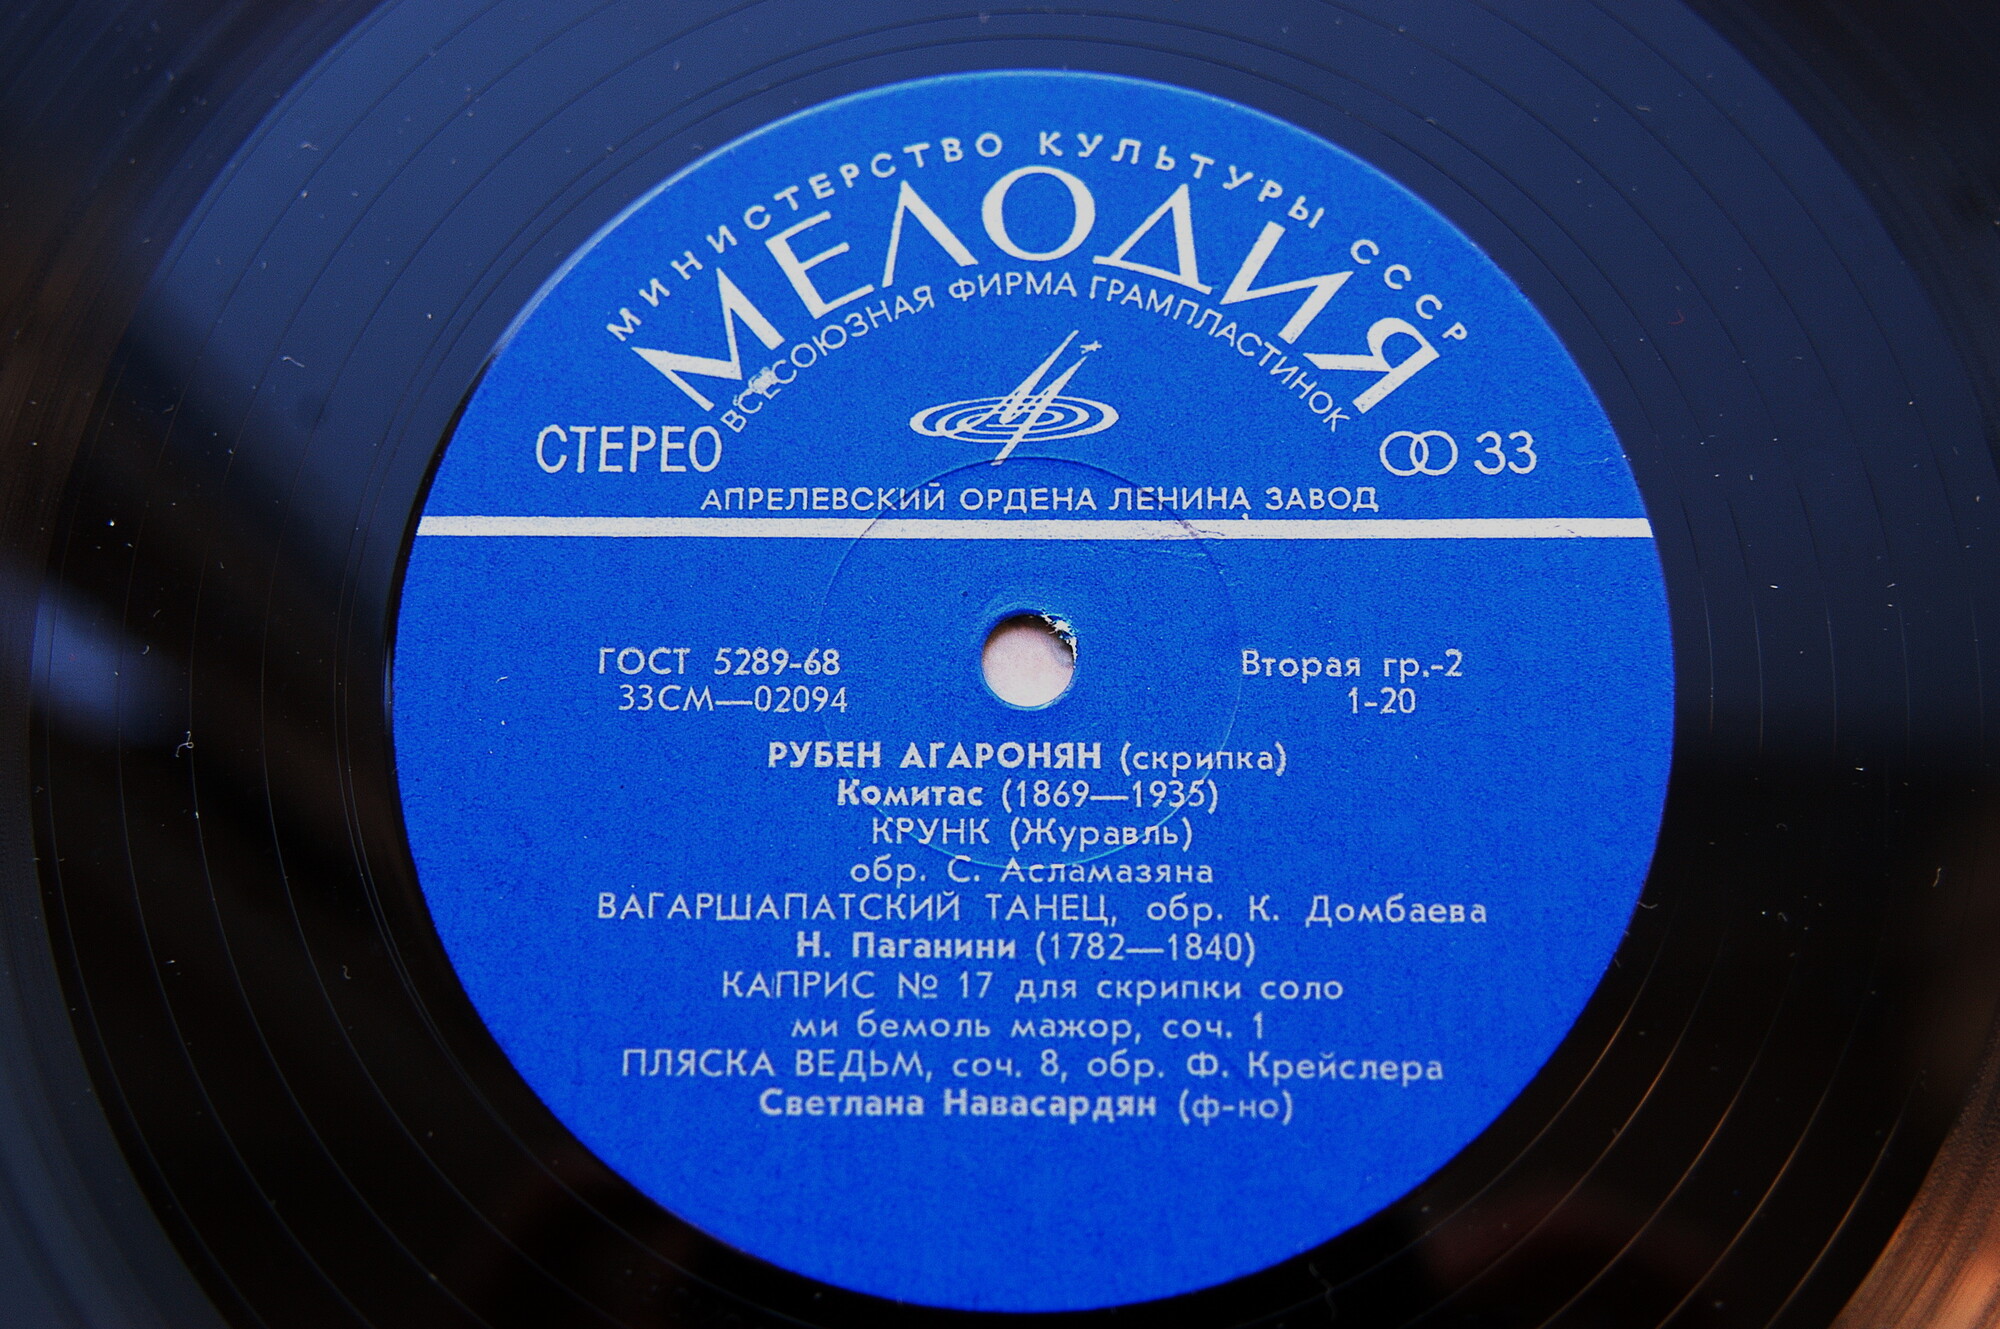 МИНИСТЕРСТВО КУЛЬТУРЫ СССР
МЕЛОДИЯ
ВСЕСОЮЗНАЯ ФИРМА ГРАМПЛАСТИНОК
СТЕРЕО
33
АПРЕЛЕВСКИЙ ОРДЕНА ЛЕНИНА ЗАВОД
ГОСТ 5289-68
Вторая гр.-2
33СМ—02094
1-20
РУБЕН АГАРОНЯН (скрипка)
Комитас (1869—1935)
КРУНК (Журавль)
обр. С. Асламазяна
ВАГАРШАПАТСКИЙ ТАНЕЦ, обр. К. Домбаева
Н. Паганини (1782—1840)
КАПРИС № 17 для скрипки соло
ми бемоль мажор, соч. 1
ПЛЯСКА ВЕДЬМ, соч. 8, обр. Ф. Крейслера
Светлана Навасардян (ф-но)